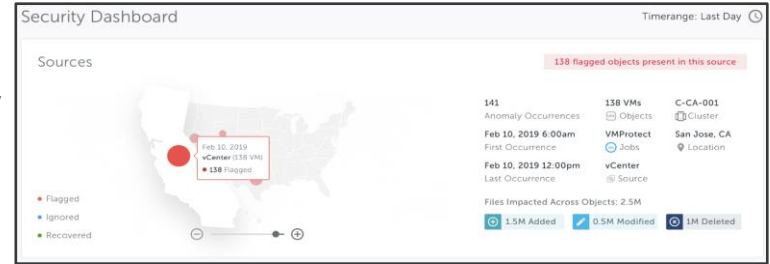 Security Dashboard
Timerange: Last Day
Sources
138 flagged objects present in this source
Feb 10, 2019
vCenter (138 VM)
138 Flagged
Flagged
Ignored
Recovered
141
Anomaly Occurrences
138 VMs
Objects
C-CA-001
Cluster
Feb 10, 2019 6:00am
First Occurrence
VMProtect
Jobs
San Jose, CA
Location
Feb 10, 2019 12:00pm
Last Occurrence
vCenter
Source
Files Impacted Across Objects: 2.5M
1.5M Added
0.5M Modified
1M Deleted